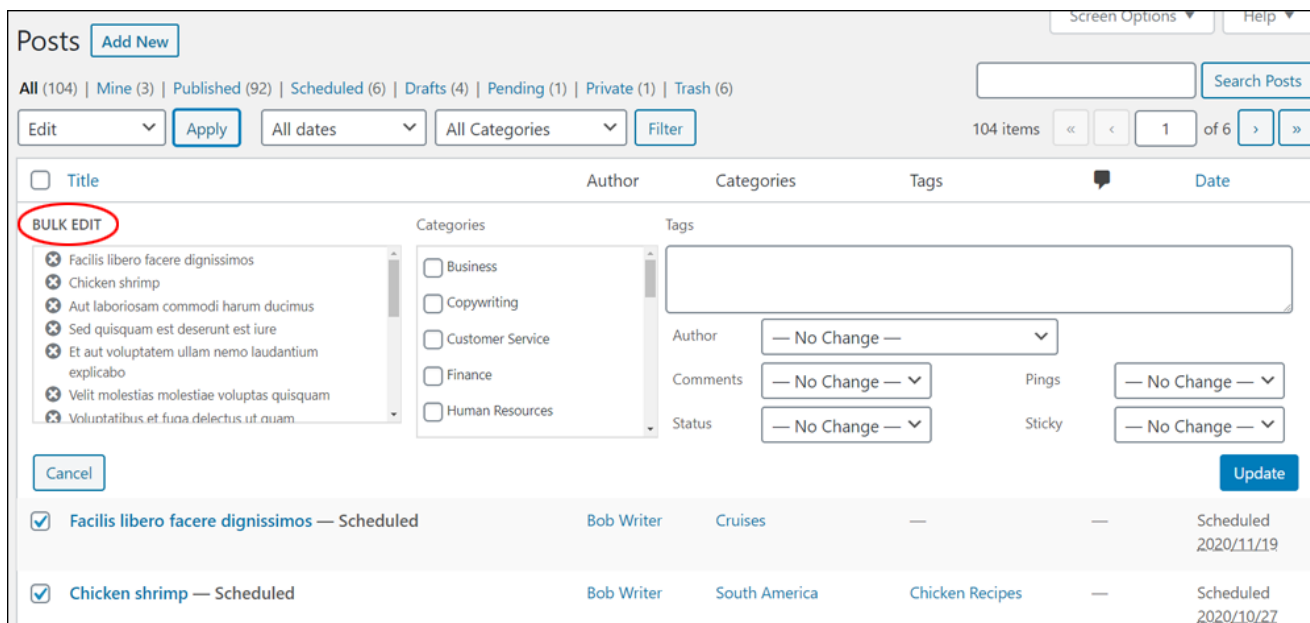 Screen Options ▼ Help ▼
Posts Add New
All (104) | Mine (3) | Published (92) | Scheduled (6) | Drafts (4) | Pending (1) | Private (1) | Trash (6)
Search Posts
Edit Apply All dates All Categories Filter 104 items « ‹ 1 of 6 › »
Title Author Categories Tags Date
BULK EDIT Categories Tags
Facilis libero facere dignissimos
Chicken shrimp
Aut laboriosam commodi harum ducimus
Sed quisquam est deserunt est iure
Et aut voluptatem ullam nemo laudantium
explicabo
Velit molestias molestiae voluptas quisquam
Voluptatibus et fuga delectus ut quam
Business
Copywriting
Customer Service
Finance
Human Resources
Author — No Change —
Comments — No Change — Pings — No Change —
Status — No Change — Sticky — No Change —
Cancel Update
Facilis libero facere dignissimos — Scheduled Bob Writer Cruises — — Scheduled
2020/11/19
Chicken shrimp — Scheduled Bob Writer South America Chicken Recipes — Scheduled
2020/10/27